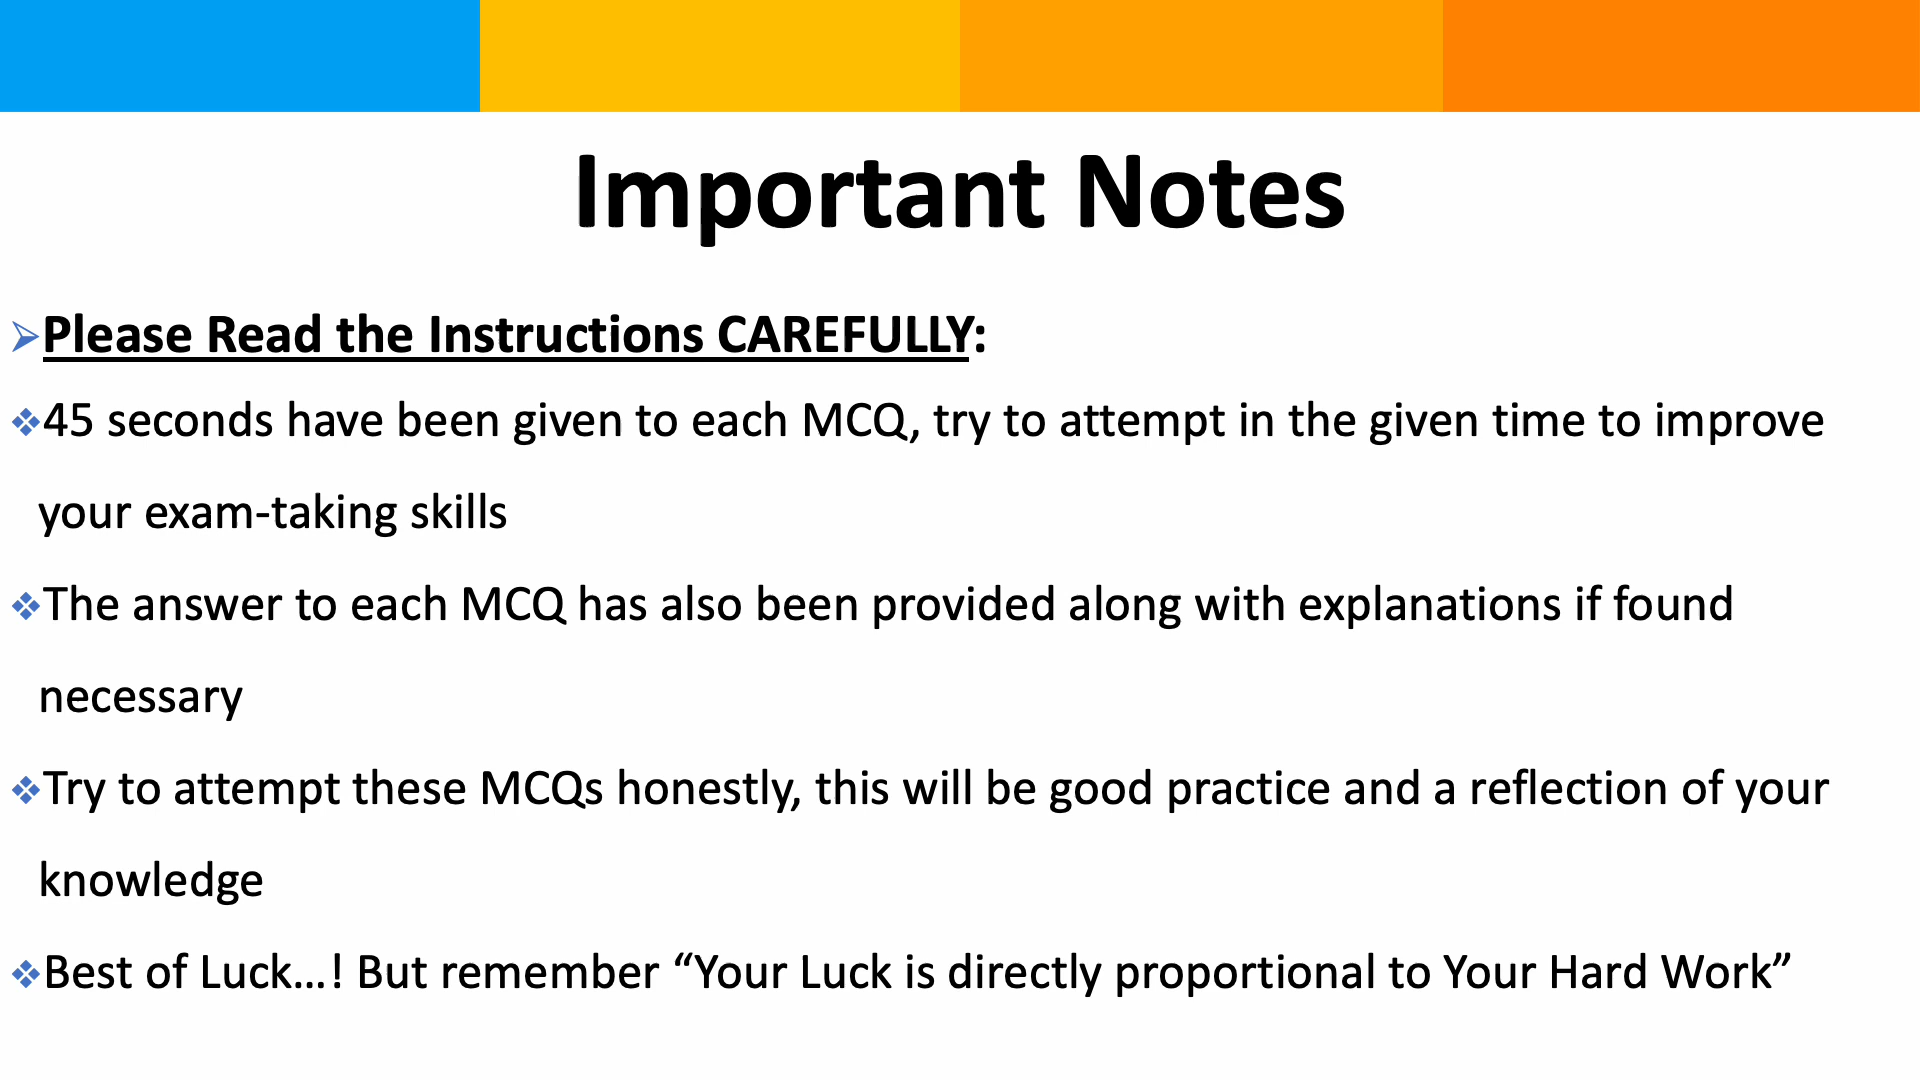 Important Notes
➢Please Read the Instructions CAREFULLY:
❖45 seconds have been given to each MCQ, try to attempt in the given time to improve
your exam-taking skills
❖The answer to each MCQ has also been provided along with explanations if found
necessary
❖Try to attempt these MCQs honestly, this will be good practice and a reflection of your
knowledge
❖Best of Luck…! But remember “Your Luck is directly proportional to Your Hard Work”